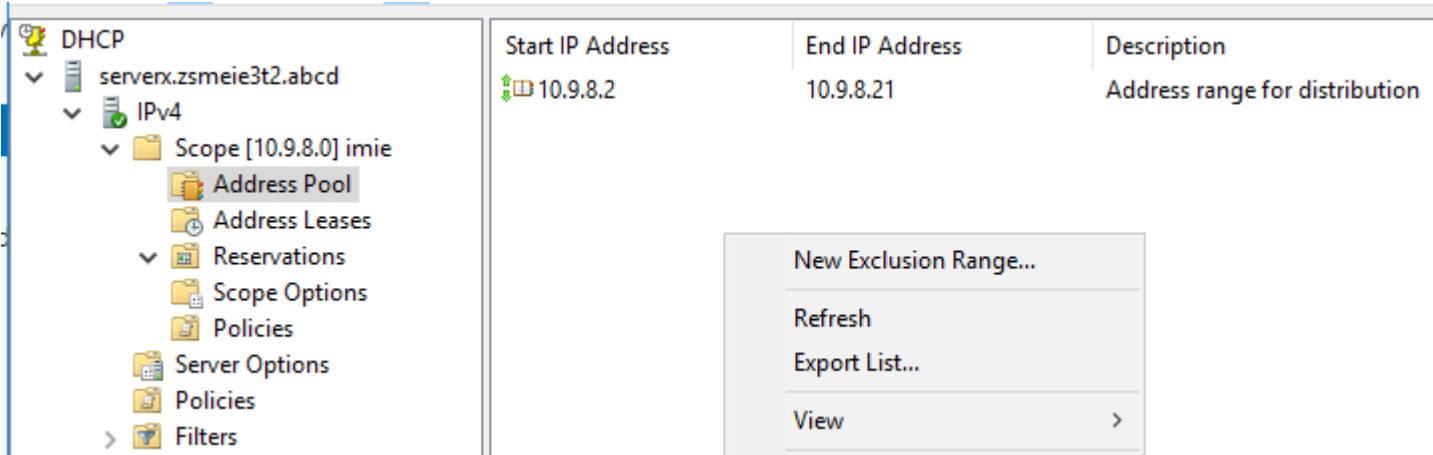 DHCP
serverx.zsmeie3t2.abcd
IPv4
Scope [10.9.8.0] imie
Address Pool
Address Leases
Reservations
Scope Options
Policies
Server Options
Policies
Filters
Start IP Address End IP Address Description
10.9.8.2 10.9.8.21 Address range for distribution
New Exclusion Range...
Refresh
Export List...
View